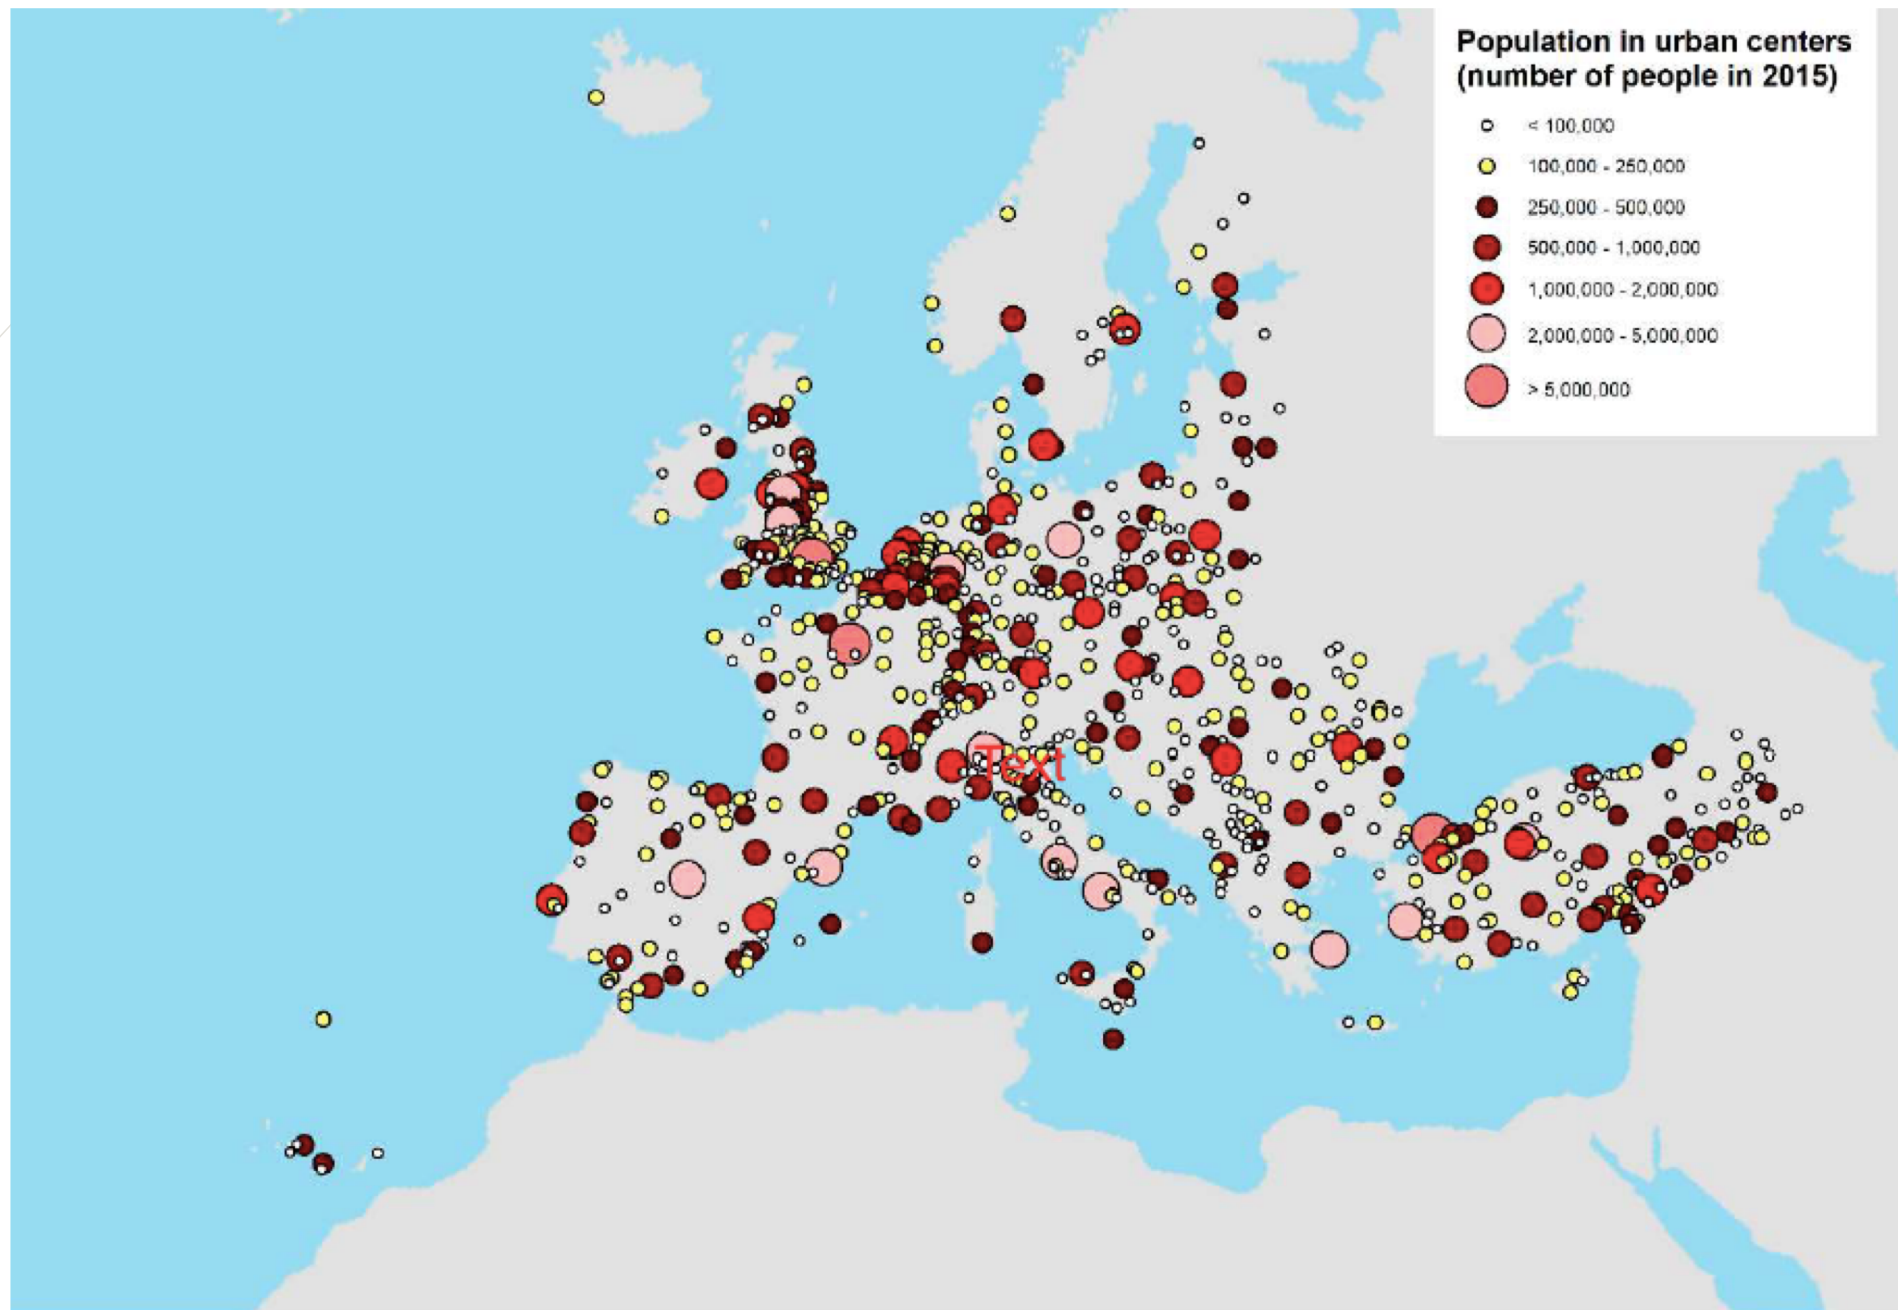 Population in urban centers
(number of people in 2015)
< 100,000
100,000 - 250,000
250,000 - 500,000
500,000 - 1,000,000
1,000,000 - 2,000,000
2,000,000 - 5,000,000
> 5,000,000
Text